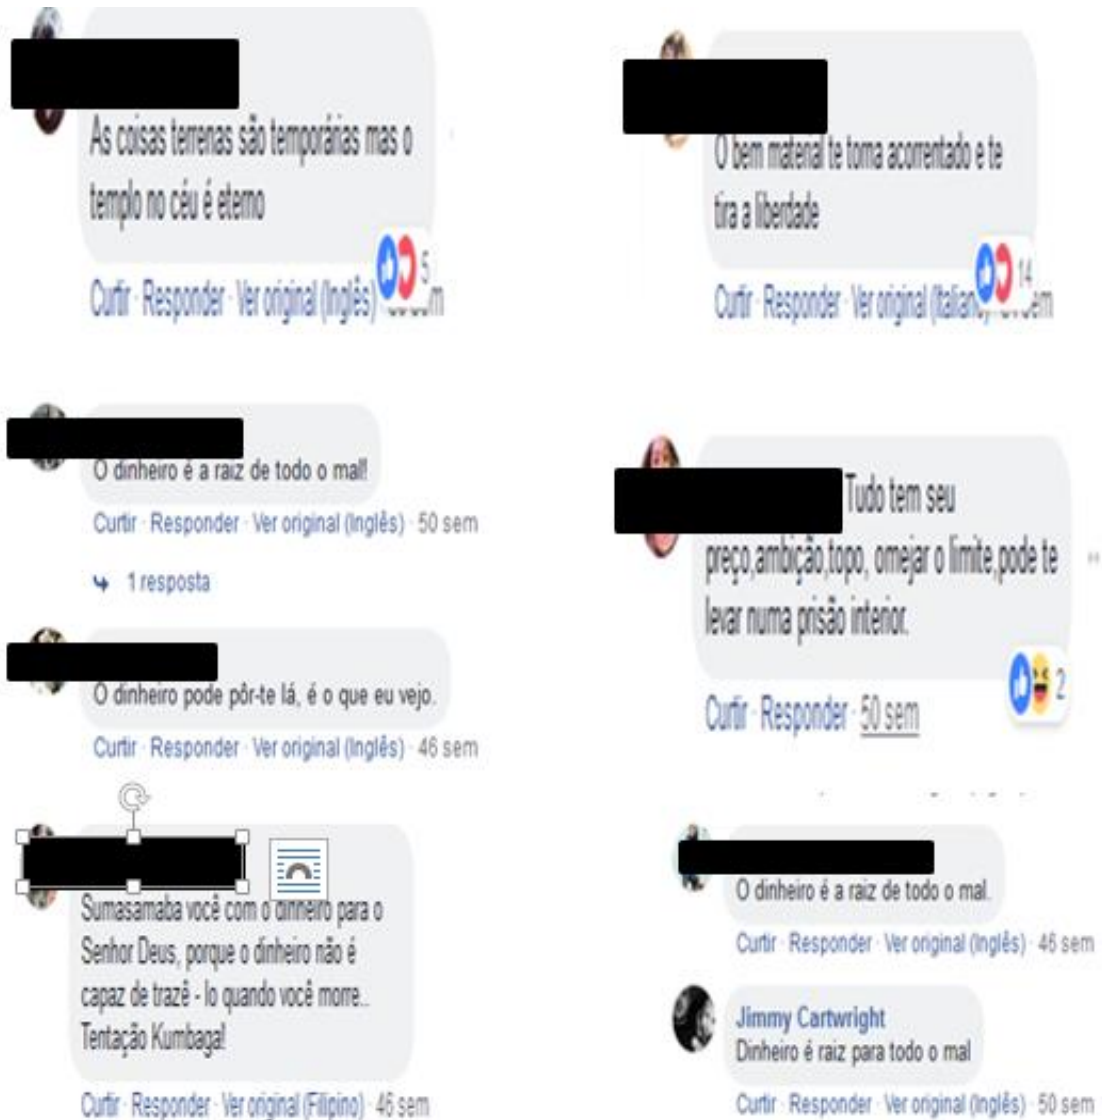 As coisas terrenas são temporárias mas o
templo no céu é eterno
5
Curtir · Responder · Ver original (Inglês)
O dinheiro é a raiz de todo o mal!
Curtir · Responder · Ver original (Inglês) · 50 sem
1 resposta
O dinheiro pode pôr-te lá, é o que eu vejo.
Curtir · Responder · Ver original (Inglês) · 46 sem
Sumasamaba você com o dinheiro para o
Senhor Deus, porque o dinheiro não é
capaz de trazê - lo quando você morre..
Tentação Kumbaga!
Curtir · Responder · Ver original (Filipino) · 46 sem
O bem material te torna acorrentado e te
tira a liberdade
14
Curtir · Responder · Ver original (Italiano) sem
Tudo tem seu
preço,ambição,topo, omejar o limite,pode te
levar numa prisão interior.
2
Curtir · Responder · 50 sem
O dinheiro é a raiz de todo o mal.
Curtir · Responder · Ver original (Inglês) · 46 sem
Jimmy Cartwright
Dinheiro é raiz para todo o mal
Curtir · Responder · Ver original (Inglês) · 50 sem